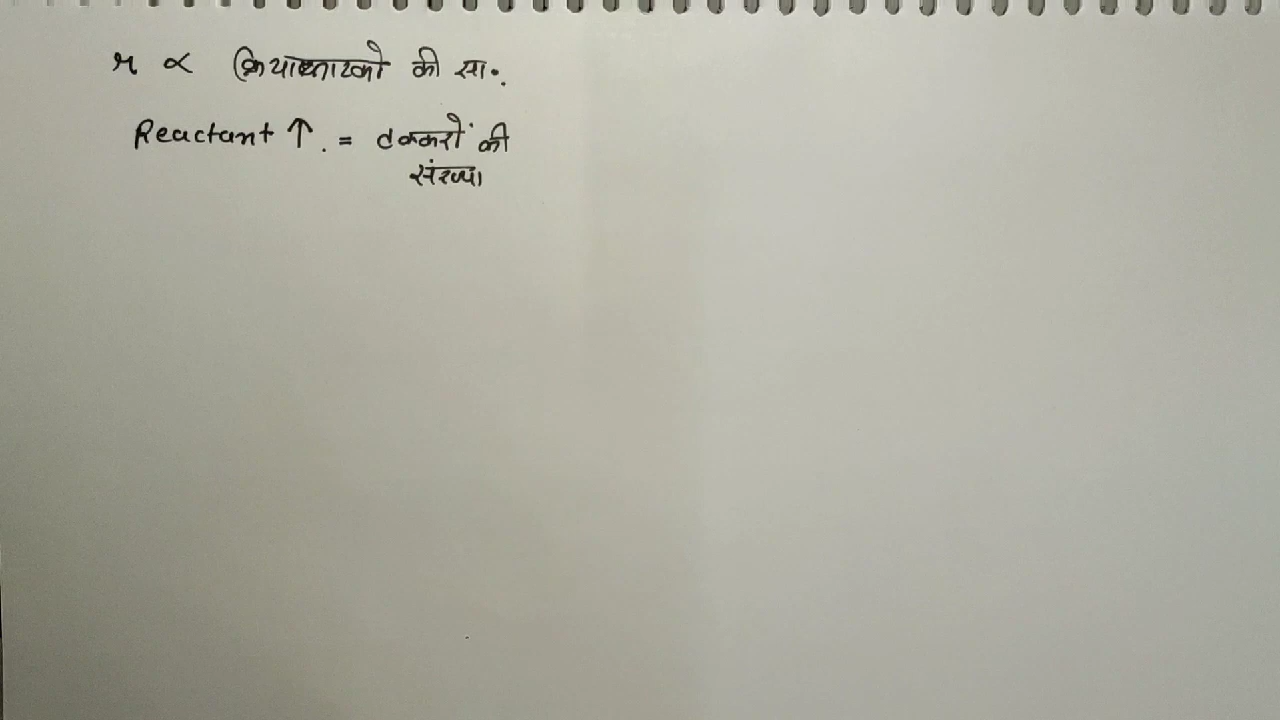 r ∝ क्रियाकारको की सा.
Reactant ↑ . = टक्करों की
संख्या